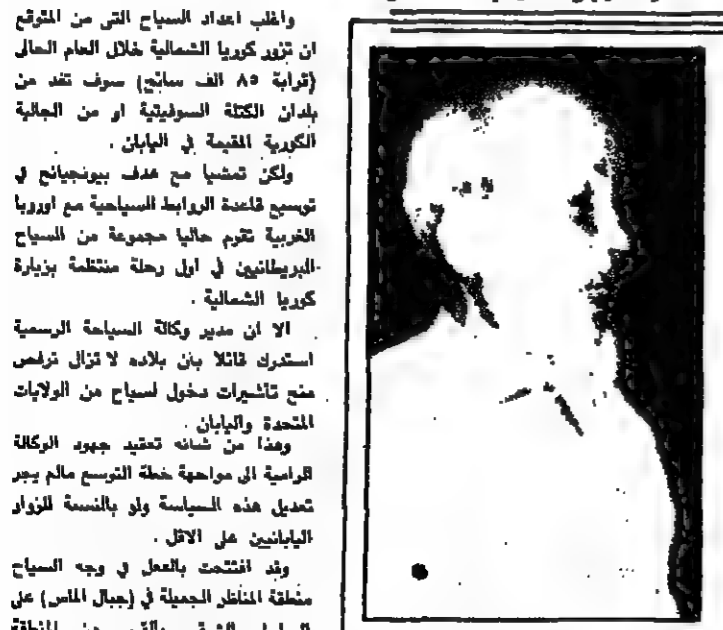 واغلب اعداد السياح التى من المتوقع
ان تزور كوريا الشمالية خلال العام الحالى
(قرابة ٨٥ الف سائح) سوف تفد من
بلدان الكتلة السوفيتية او من الجالية
الكورية المقيمة في اليابان .
ولكن تمشيا مع هدف بيونجيانج في
توسيع قاعدة الروابط السياحية مع اوروبا
الغربية تقوم حاليا مجموعة من السياح
البريطانيين في اول رحلة منتظمة بزيارة
كوريا الشمالية .
الا ان مدير وكالة السياحة الرسمية
استدرك قائلا بان بلاده لا تزال ترفض
منح تاشيرات دخول لسياح من الولايات
المتحدة واليابان .
وهذا من شانه تعقيد جهود الوكالة
الرامية الى مواجهة خطة التوسع مالم يجر
تعديل هذه السياسة ولو بالنسبة للزوار
اليابانيين على الاقل .
وقد افتتحت بالفعل في وجه السياح
منطقة المناظر الجميلة في (جبال الماس) على